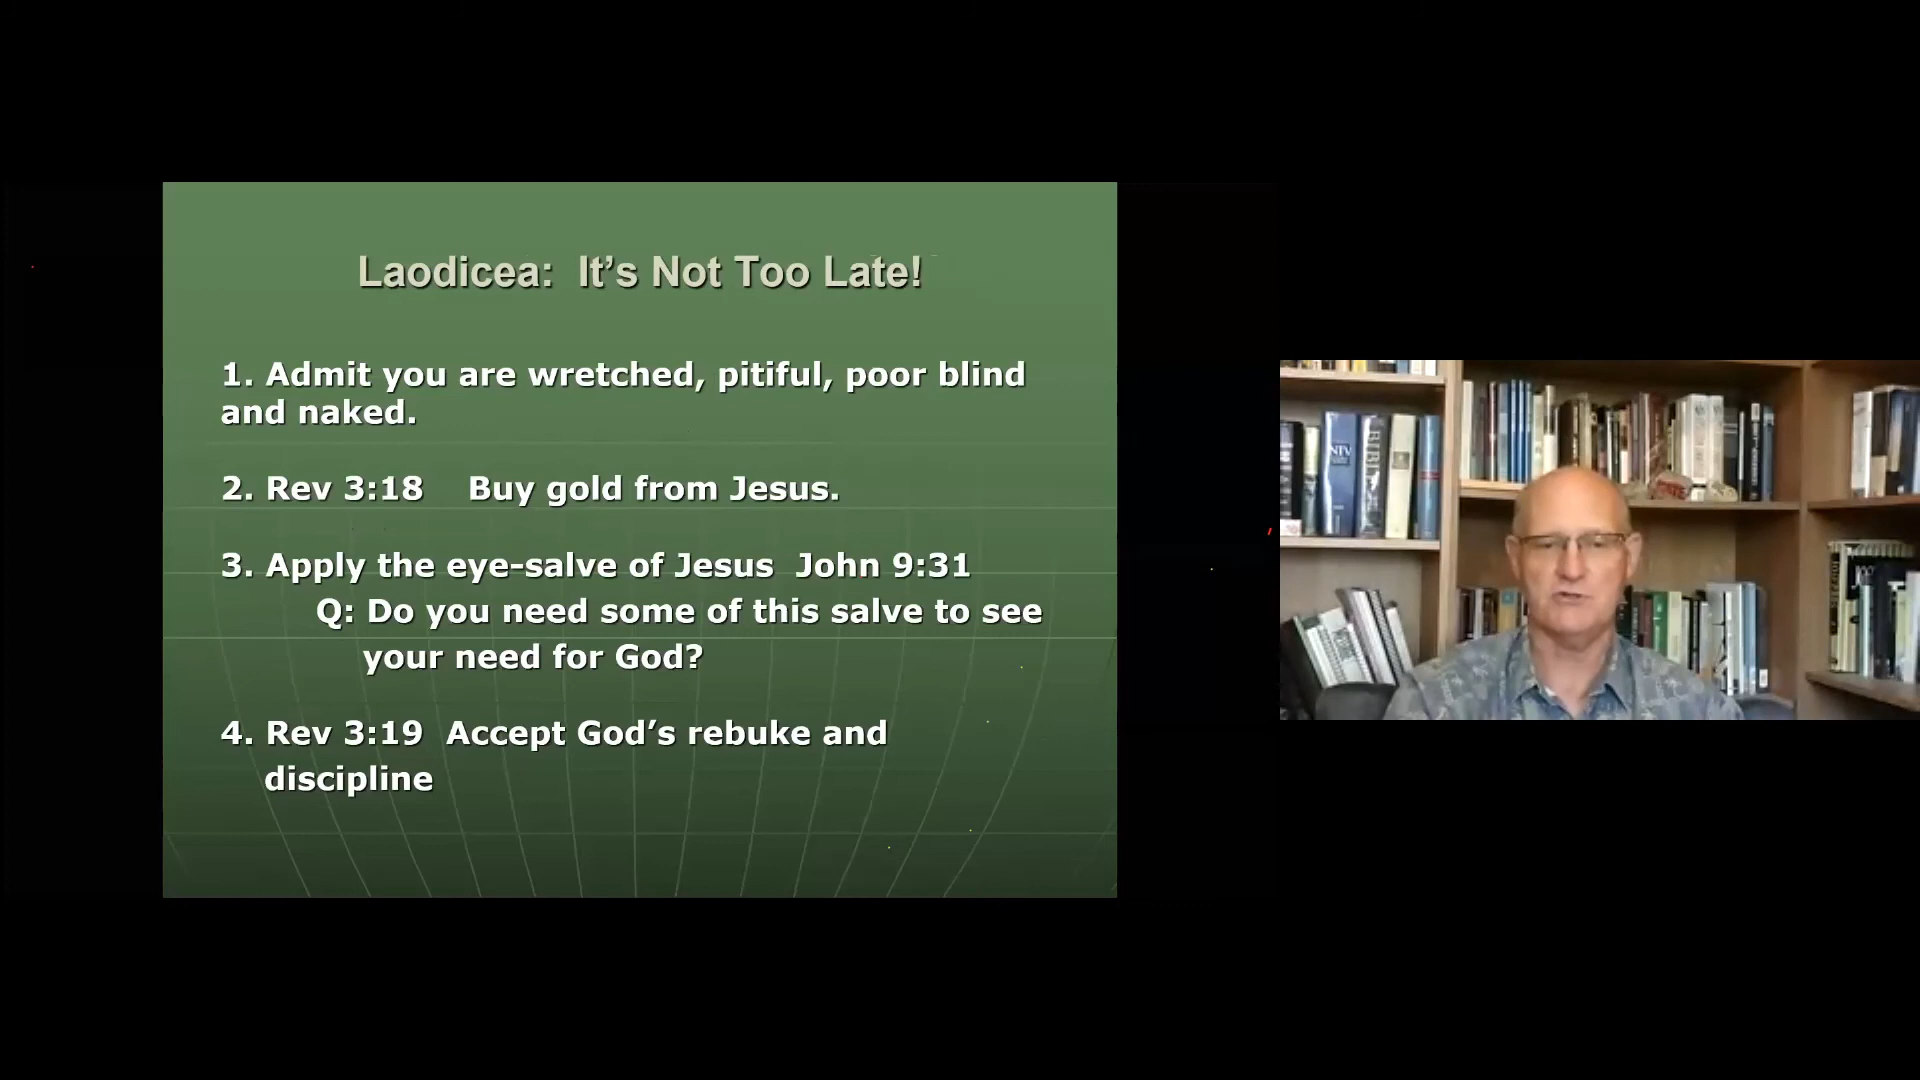 Laodicea:  It’s Not Too Late!
1. Admit you are wretched, pitiful, poor blind
and naked.
2. Rev 3:18    Buy gold from Jesus.
3. Apply the eye-salve of Jesus  John 9:31
Q: Do you need some of this salve to see
your need for God?
4. Rev 3:19  Accept God’s rebuke and
discipline
NIV
BIBLE